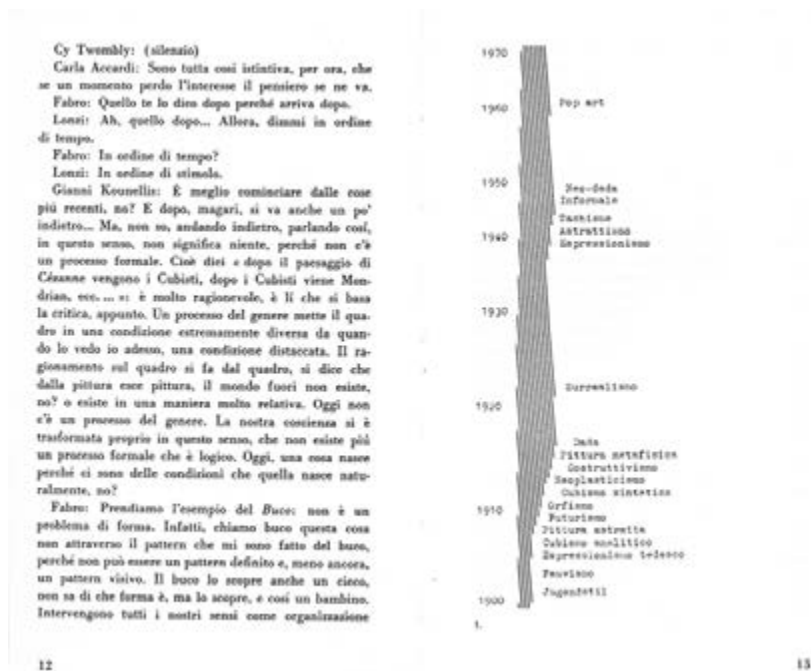 Cy Twombly: (silenzio)
Carla Accardi: Sono tutta così istintiva, per ora, che
se un momento perdo l'interesse il pensiero se ne va.
Fabro: Quello te lo dico dopo perché arriva dopo.
Lonzi: Ah, quello dopo... Allora, dimmi in ordine
di tempo.
Fabro: In ordine di tempo?
Lonzi: In ordine di stimolo.
Gianni Kounellis: È meglio cominciare dalle cose
più recenti, no? E dopo, magari, si va anche un po'
indietro... Ma, non so, andando indietro, parlando così,
in questo senso, non significa niente, perché non c'è
un processo formale. Cioè dici « dopo il paesaggio di
Cézanne vengono i Cubisti, dopo i Cubisti viene Mon-
drian, ecc. ... »: è molto ragionevole, è lì che si basa
la critica, appunto. Un processo del genere mette il qua-
dro in una condizione estremamente diversa da quan-
do lo vedo io adesso, una condizione distaccata. Il ra-
gionamento sul quadro si fa dal quadro, si dice che
dalla pittura esce pittura, il mondo fuori non esiste,
no? o esiste in una maniera molto relativa. Oggi non
c'è un processo del genere. La nostra coscienza si è
trasformata proprio in questo senso, che non esiste più
un processo formale che è logico. Oggi, una cosa nasce
perché ci sono delle condizioni che quella nasce natu-
ralmente, no?
Fabro: Prendiamo l'esempio del Buco: non è un
problema di forma. Infatti, chiamo buco questa cosa
non attraverso il pattern che mi sono fatto del buco,
perché non può essere un pattern definito e, meno ancora,
un pattern visivo. Il buco lo scopre anche un cieco,
non sa di che forma è, ma lo scopre, e così un bambino.
Intervengono tutti i nostri sensi come organizzazione
12
1970
1960 Pop art
1950 Neo-dada
Informale
Tachisme
Astrattismo
1940 Espressionismo
1930
Surrealismo
1920
Dada
Pittura metafisica
Costruttivismo
Neoplasticismo
Cubismo sintetico
Orfismo
1910 Futurismo
Pittura astratta
Cubismo analitico
Espressionismo tedesco
Fauvismo
Jugendstil
1900
1.
13